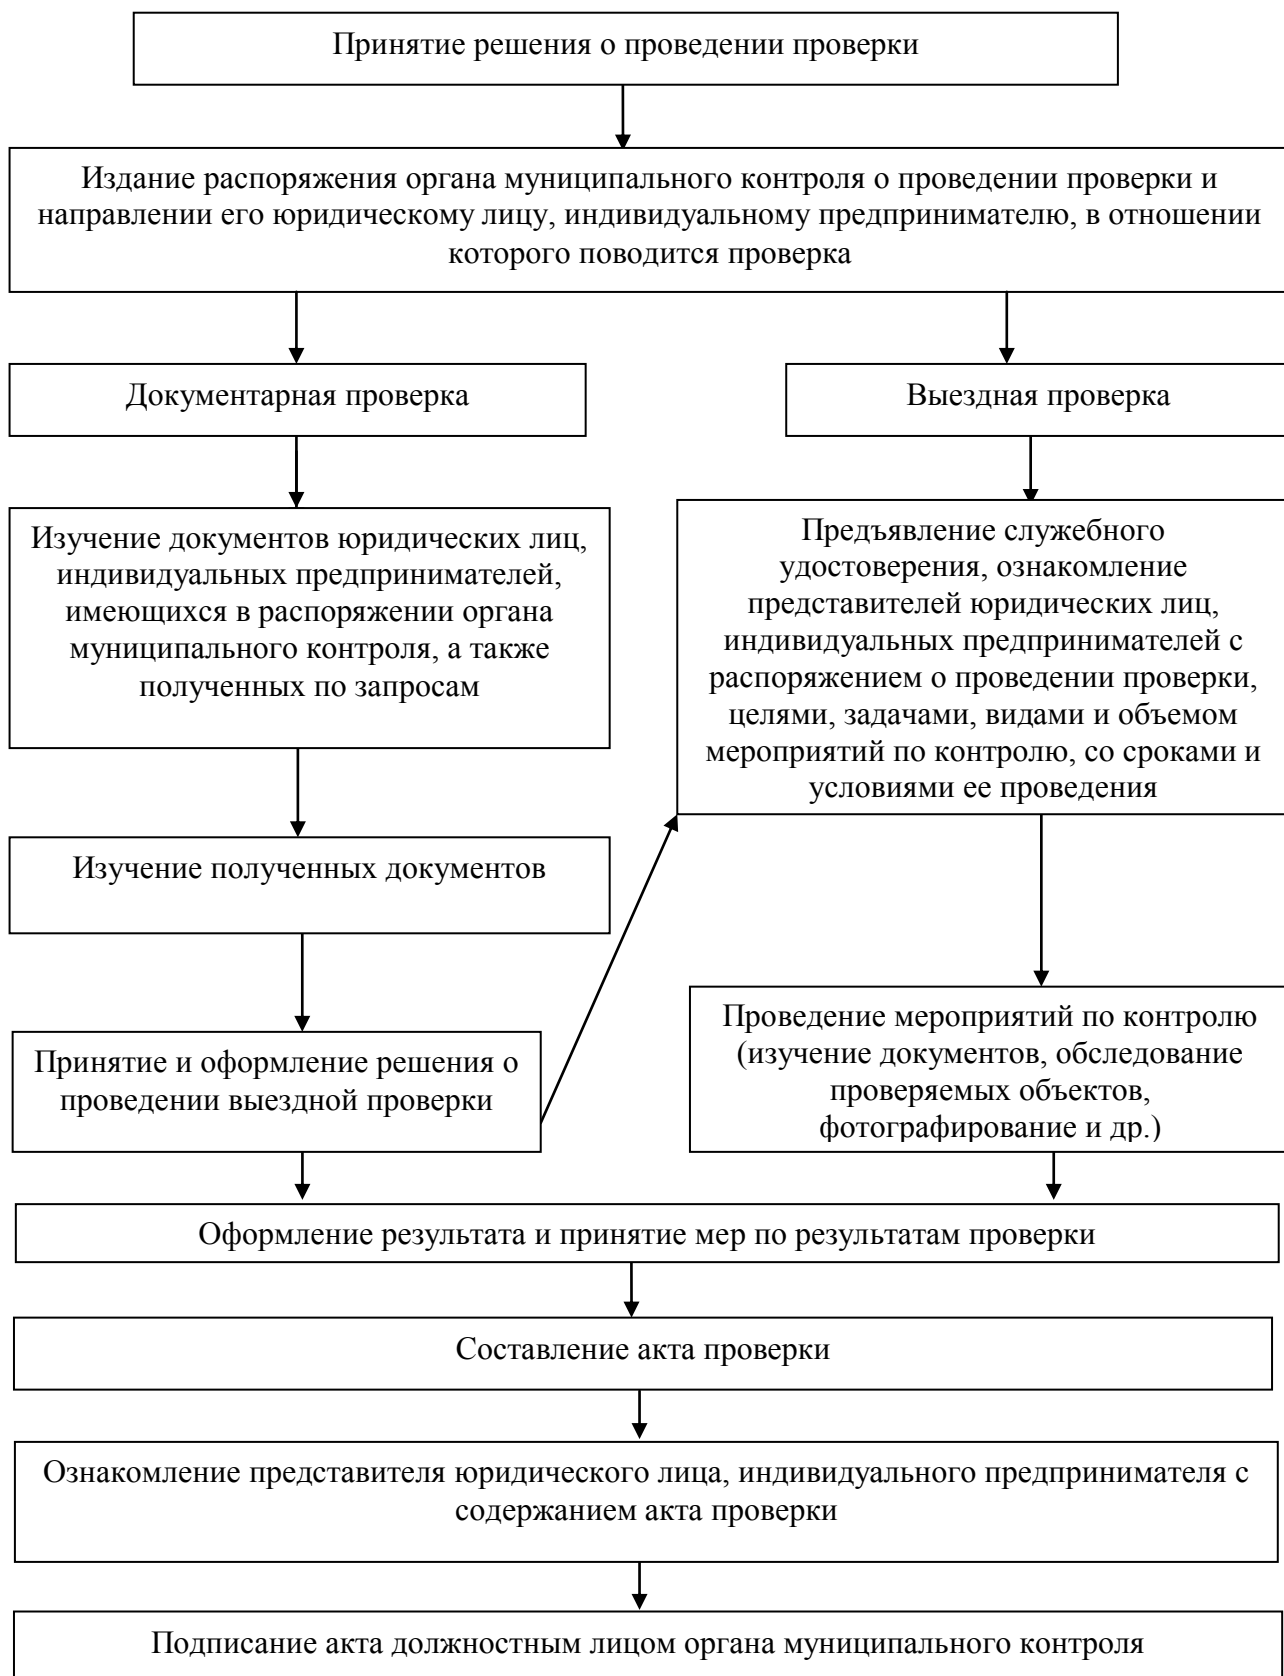 Принятие решения о проведении проверки
Издание распоряжения органа муниципального контроля о проведении проверки и
направлении его юридическому лицу, индивидуальному предпринимателю, в отношении
которого поводится проверка
Документарная проверка
Выездная проверка
Изучение документов юридических лиц,
индивидуальных предпринимателей,
имеющихся в распоряжении органа
муниципального контроля, а также
полученных по запросам
Предъявление служебного
удостоверения, ознакомление
представителей юридических лиц,
индивидуальных предпринимателей с
распоряжением о проведении проверки,
целями, задачами, видами и объемом
мероприятий по контролю, со сроками и
условиями ее проведения
Изучение полученных документов
Принятие и оформление решения о
проведении выездной проверки
Проведение мероприятий по контролю
(изучение документов, обследование
проверяемых объектов,
фотографирование и др.)
Оформление результата и принятие мер по результатам проверки
Составление акта проверки
Ознакомление представителя юридического лица, индивидуального предпринимателя с
содержанием акта проверки
Подписание акта должностным лицом органа муниципального контроля